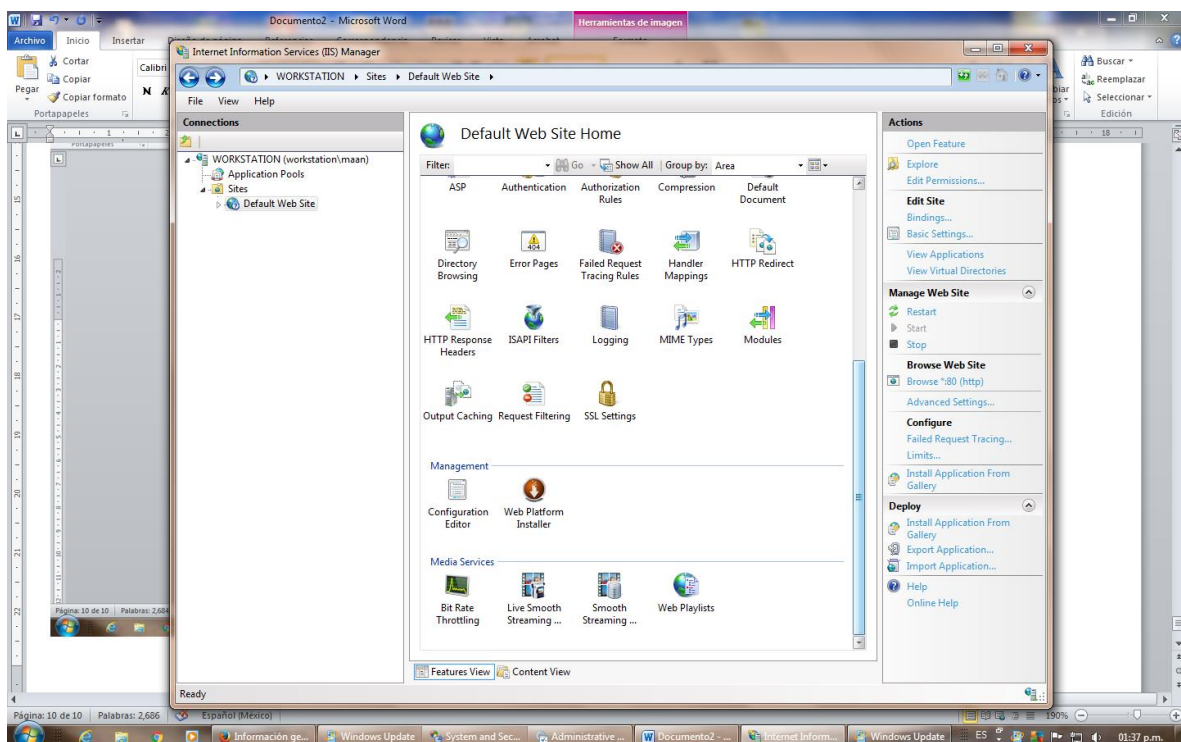 Documento2 - Microsoft Word
Herramientas de imagen
Archivo Inicio Insertar
Cortar
Copiar
Copiar formato
Pegar
Portapapeles
Calibri
N
Buscar
Reemplazar
Seleccionar
Edición
Internet Information Services (IIS) Manager
WORKSTATION Sites Default Web Site
File View Help
Connections
WORKSTATION (workstation\maan)
Application Pools
Sites
Default Web Site
Default Web Site Home
Filter: Go Show All Group by: Area
ASP Authentication Authorization Rules Compression Default Document
Directory Browsing Error Pages Failed Request Tracing Rules Handler Mappings HTTP Redirect
HTTP Response Headers ISAPI Filters Logging MIME Types Modules
Output Caching Request Filtering SSL Settings
Management
Configuration Editor Web Platform Installer
Media Services
Bit Rate Throttling Live Smooth Streaming ... Smooth Streaming ... Web Playlists
Features View Content View
Ready
Actions
Open Feature
Explore
Edit Permissions...
Edit Site
Bindings...
Basic Settings...
View Applications
View Virtual Directories
Manage Web Site
Restart
Start
Stop
Browse Web Site
Browse *:80 (http)
Advanced Settings...
Configure
Failed Request Tracing...
Limits...
Install Application From
Gallery
Deploy
Install Application From
Gallery
Export Application...
Import Application...
Help
Online Help
Página: 10 de 10 Palabras: 2,684
Página: 10 de 10 Palabras: 2,686 Español (México) 190%
Información ge... Windows Update System and Sec... Administrative ... Documento2 - ... Internet Inform... Windows Update ES 01:37 p.m.